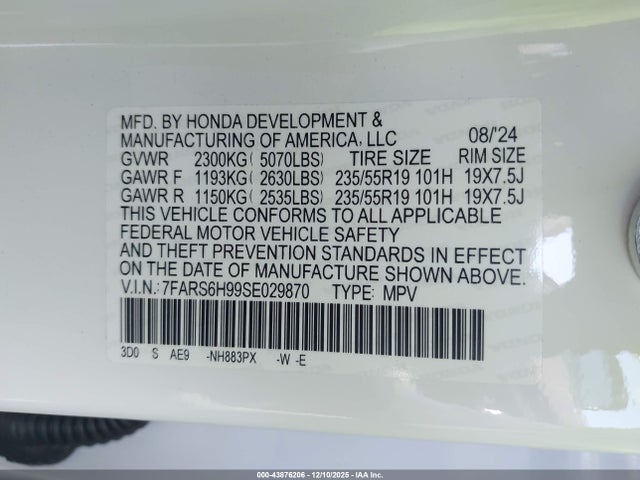 MFD. BY HONDA DEVELOPMENT &
MANUFACTURING OF AMERICA, LLC 08/'24
GVWR 2300KG( 5070LBS) TIRE SIZE RIM SIZE
GAWR F 1193KG( 2630LBS) 235/55R19 101H 19X7.5J
GAWR R 1150KG( 2535LBS) 235/55R19 101H 19X7.5J
THIS VEHICLE CONFORMS TO ALL APPLICABLE
FEDERAL MOTOR VEHICLE SAFETY
AND THEFT PREVENTION STANDARDS IN EFFECT
ON THE DATE OF MANUFACTURE SHOWN ABOVE.
V.I.N.: 7FARS6H99SE029870 TYPE: MPV
3D0 S AE9 -NH883PX -W -E
000-43876206 - 12/10/2025 - IAA Corp.